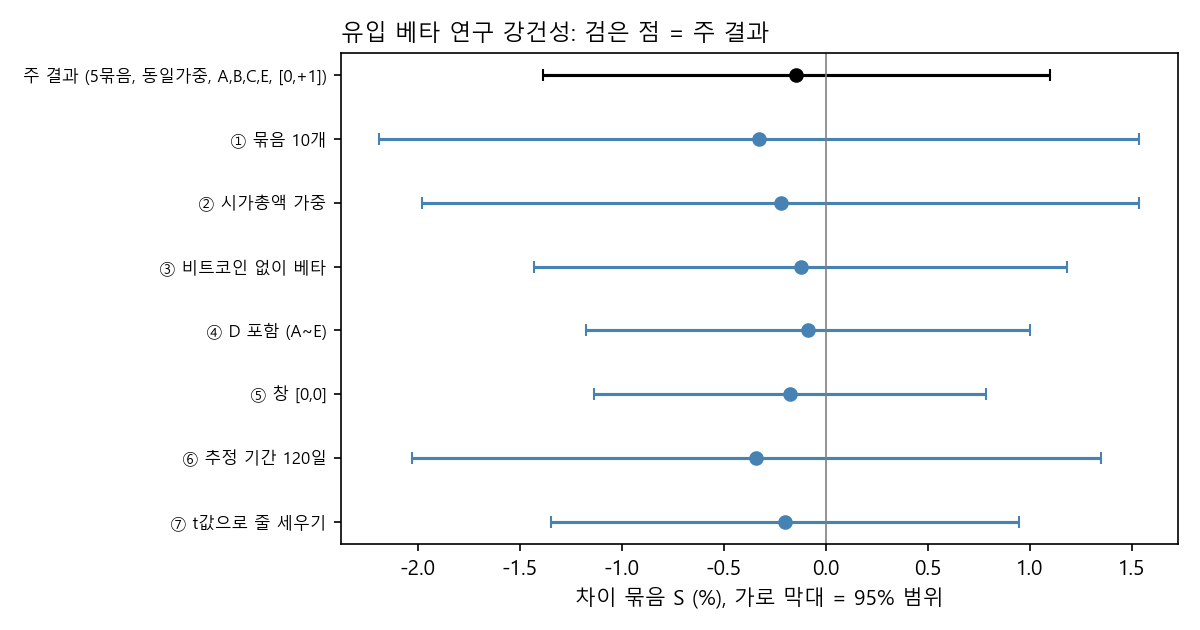 유입 베타 연구 강건성: 검은 점 = 주 결과
주 결과 (5묶음, 동일가중, A,B,C,E, [0,+1])
① 묶음 10개
② 시가총액 가중
③ 비트코인 없이 베타
④ D 포함 (A~E)
⑤ 창 [0,0]
⑥ 추정 기간 120일
⑦ t값으로 줄 세우기
-2.0 -1.5 -1.0 -0.5 0.0 0.5 1.0 1.5
차이 묶음 S (%), 가로 막대 = 95% 범위